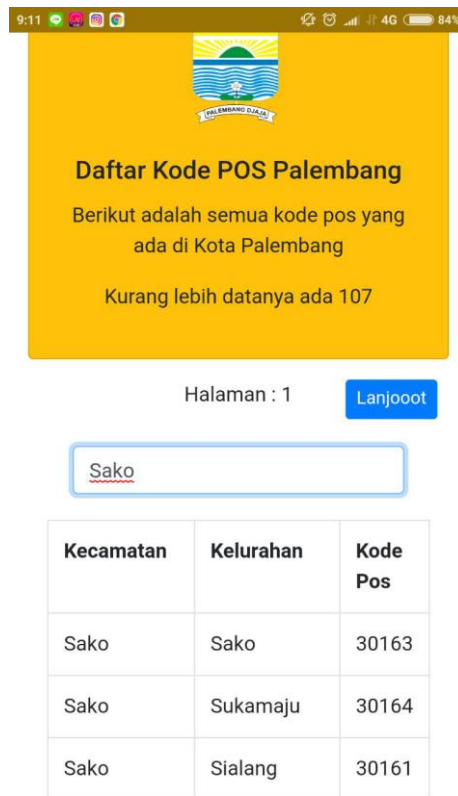 9:11 4G 84%
PALEMBANG DJAJA
Daftar Kode POS Palembang
Berikut adalah semua kode pos yang
ada di Kota Palembang
Kurang lebih datanya ada 107
Halaman : 1 Lanjooot
Sako
Kecamatan Kelurahan Kode
Pos
Sako Sako 30163
Sako Sukamaju 30164
Sako Sialang 30161